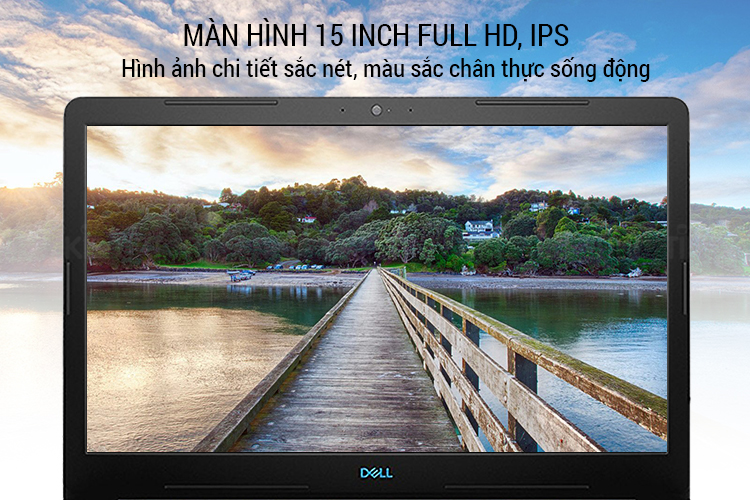 MÀN HÌNH 15 INCH FULL HD, IPS
Hình ảnh chi tiết sắc nét, màu sắc chân thực sống động
DELL